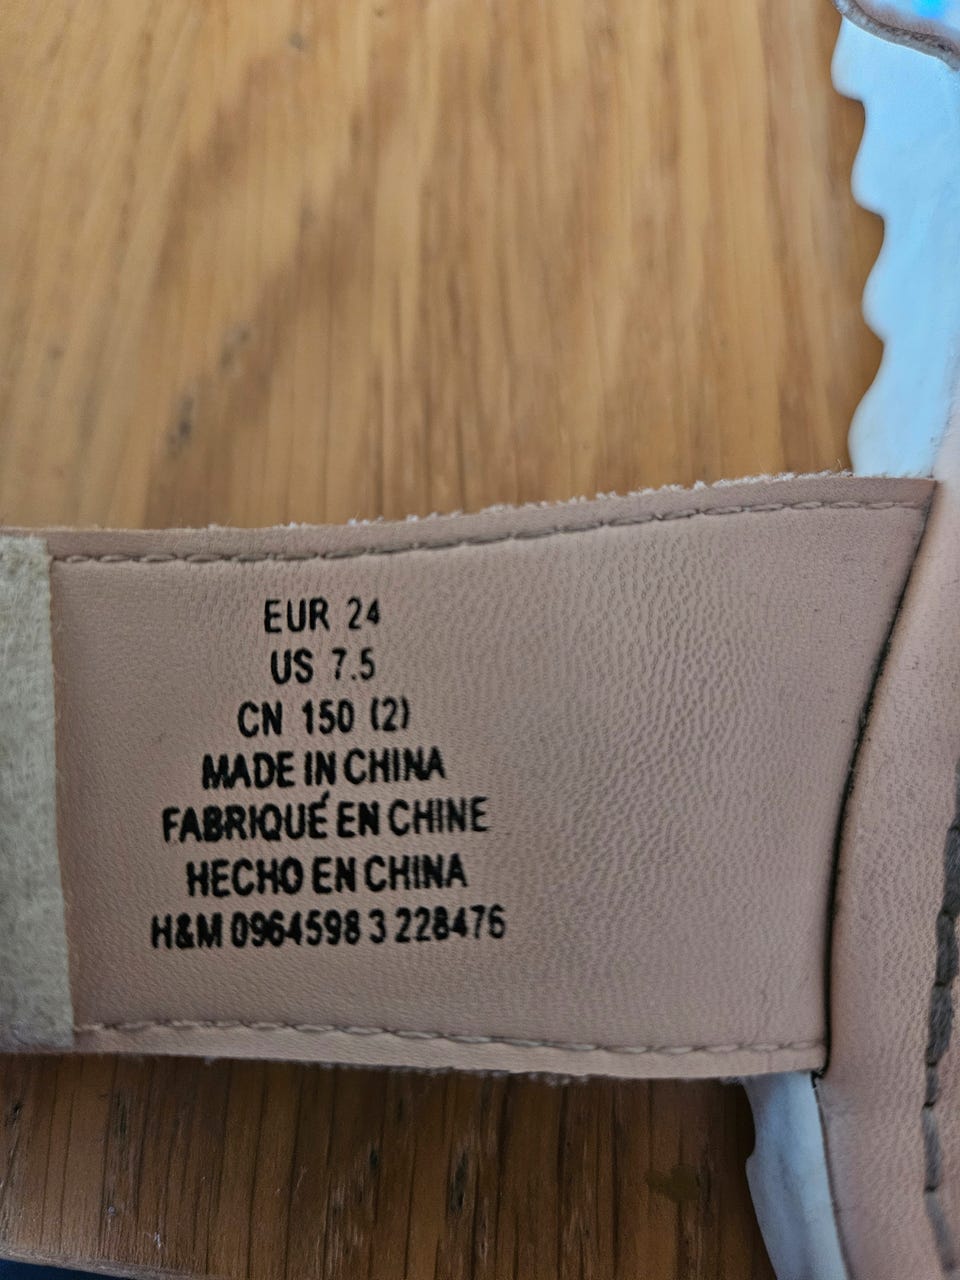 EUR 24
US 7.5
CN 150 (2)
MADE IN CHINA
FABRIQUÉ EN CHINE
HECHO EN CHINA
H&M 0964598 3 228476